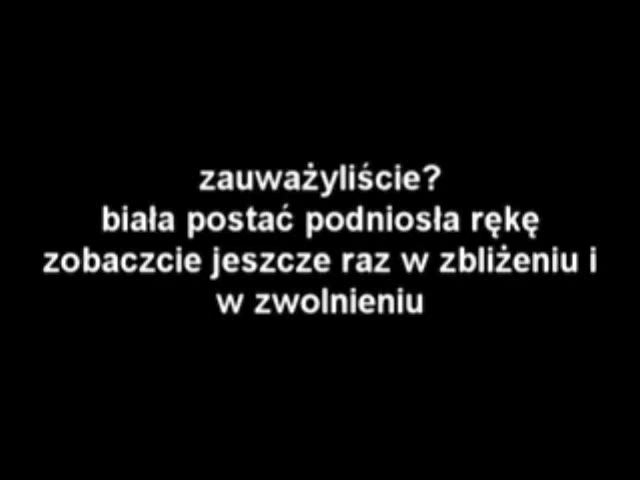 zauważyliście?
biała postać podniosła rękę
zobaczcie jeszcze raz w zbliżeniu i
w zwolnieniu